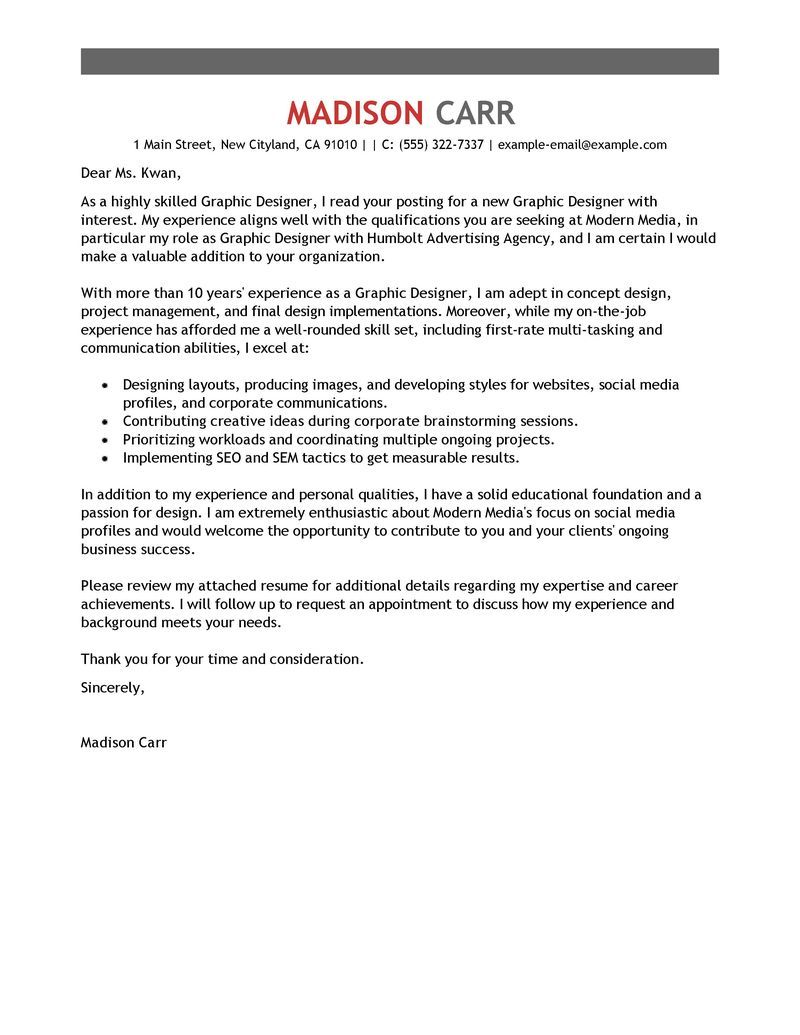 MADISON CARR
1 Main Street, New Cityland, CA 91010 | | C: (555) 322-7337 | example-email@example.com
Dear Ms. Kwan,
As a highly skilled Graphic Designer, I read your posting for a new Graphic Designer with
interest. My experience aligns well with the qualifications you are seeking at Modern Media, in
particular my role as Graphic Designer with Humbolt Advertising Agency, and I am certain I would
make a valuable addition to your organization.
With more than 10 years' experience as a Graphic Designer, I am adept in concept design,
project management, and final design implementations. Moreover, while my on-the-job
experience has afforded me a well-rounded skill set, including first-rate multi-tasking and
communication abilities, I excel at:
• Designing layouts, producing images, and developing styles for websites, social media
profiles, and corporate communications.
• Contributing creative ideas during corporate brainstorming sessions.
• Prioritizing workloads and coordinating multiple ongoing projects.
• Implementing SEO and SEM tactics to get measurable results.
In addition to my experience and personal qualities, I have a solid educational foundation and a
passion for design. I am extremely enthusiastic about Modern Media's focus on social media
profiles and would welcome the opportunity to contribute to you and your clients' ongoing
business success.
Please review my attached resume for additional details regarding my expertise and career
achievements. I will follow up to request an appointment to discuss how my experience and
background meets your needs.
Thank you for your time and consideration.
Sincerely,
Madison Carr